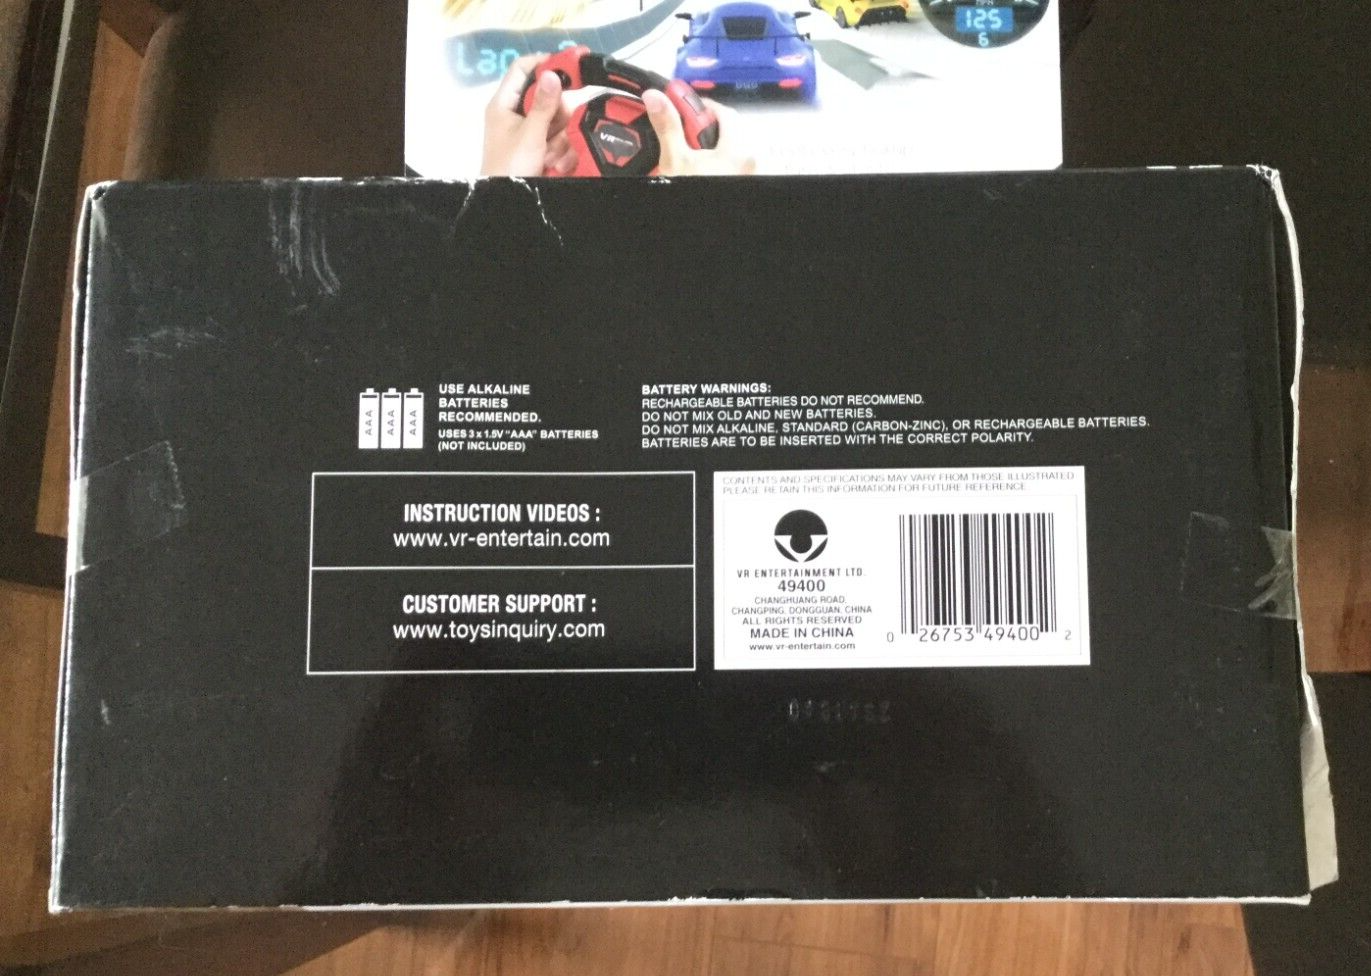 Lap
MPH
125
6
VR
USE ALKALINE
BATTERIES
RECOMMENDED.
USES 3 x 1.5V "AAA" BATTERIES
(NOT INCLUDED)
AAA
AAA
AAA
BATTERY WARNINGS:
RECHARGEABLE BATTERIES DO NOT RECOMMEND.
DO NOT MIX OLD AND NEW BATTERIES.
DO NOT MIX ALKALINE, STANDARD (CARBON-ZINC), OR RECHARGEABLE BATTERIES.
BATTERIES ARE TO BE INSERTED WITH THE CORRECT POLARITY.
INSTRUCTION VIDEOS :
www.vr-entertain.com
CUSTOMER SUPPORT :
www.toysinquiry.com
CONTENTS AND SPECIFICATIONS MAY VARY FROM THOSE ILLUSTRATED
PLEASE RETAIN THIS INFORMATION FOR FUTURE REFERENCE
VR ENTERTAINMENT LTD.
49400
CHANGHUANG ROAD,
CHANGPING, DONGGUAN, CHINA
ALL RIGHTS RESERVED
MADE IN CHINA
www.vr-entertain.com
0 26753 49400 2